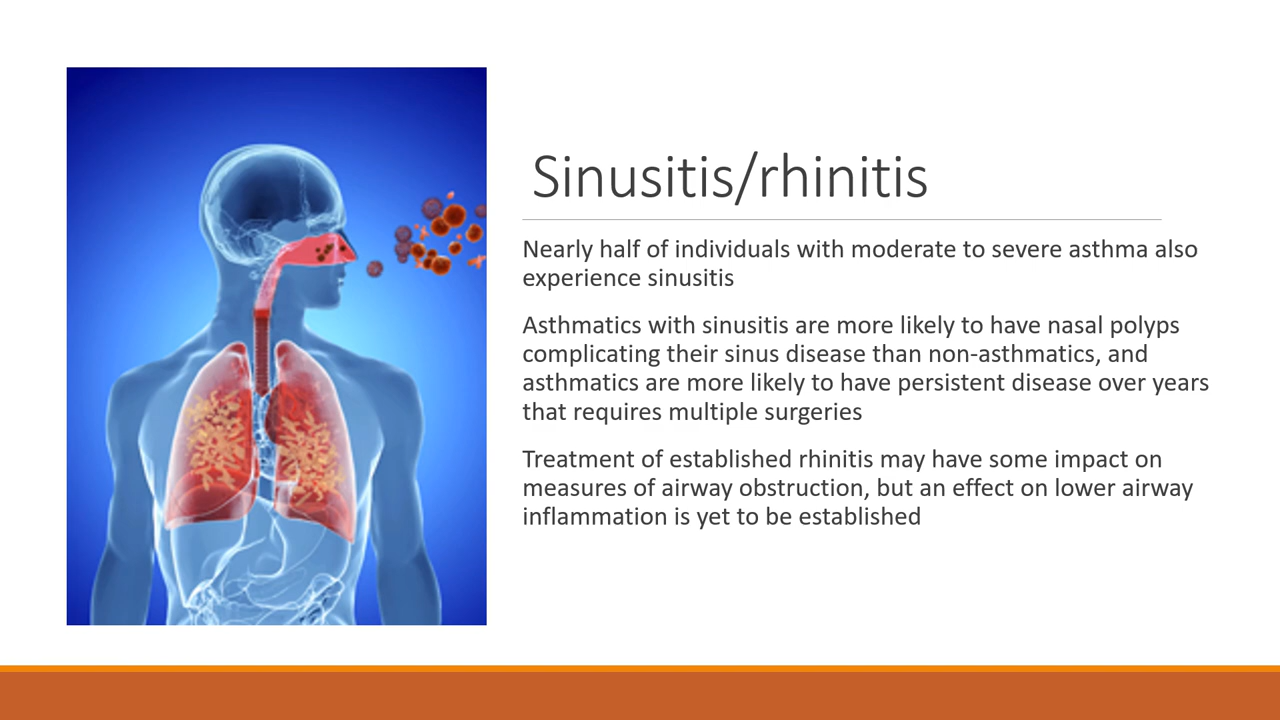 Sinusitis/rhinitis
Nearly half of individuals with moderate to severe asthma also
experience sinusitis
Asthmatics with sinusitis are more likely to have nasal polyps
complicating their sinus disease than non-asthmatics, and
asthmatics are more likely to have persistent disease over years
that requires multiple surgeries
Treatment of established rhinitis may have some impact on
measures of airway obstruction, but an effect on lower airway
inflammation is yet to be established